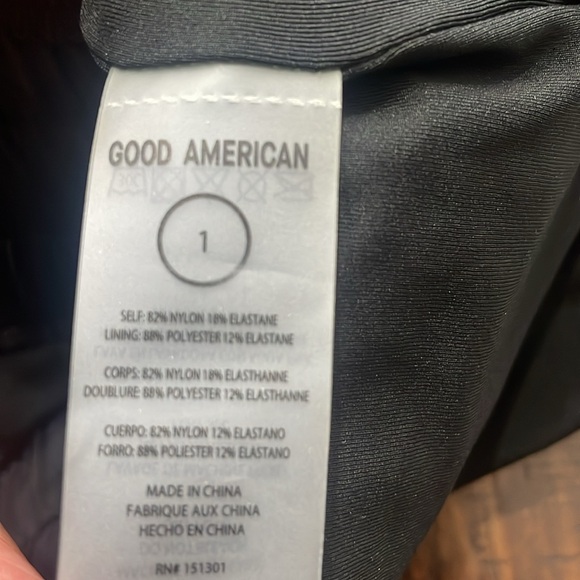 GOOD AMERICAN
1
SELF: 82% NYLON 18% ELASTANE
LINING: 88% POLYESTER 12% ELASTANE
CORPS: 82% NYLON 18% ELASTHANNE
DOUBLURE: 88% POLYESTER 12% ELASTHANNE
CUERPO: 82% NYLON 12% ELASTANO
FORRO: 88% POLIESTER 12% ELASTANO
MADE IN CHINA
FABRIQUE AUX CHINA
HECHO EN CHINA
RN# 151301